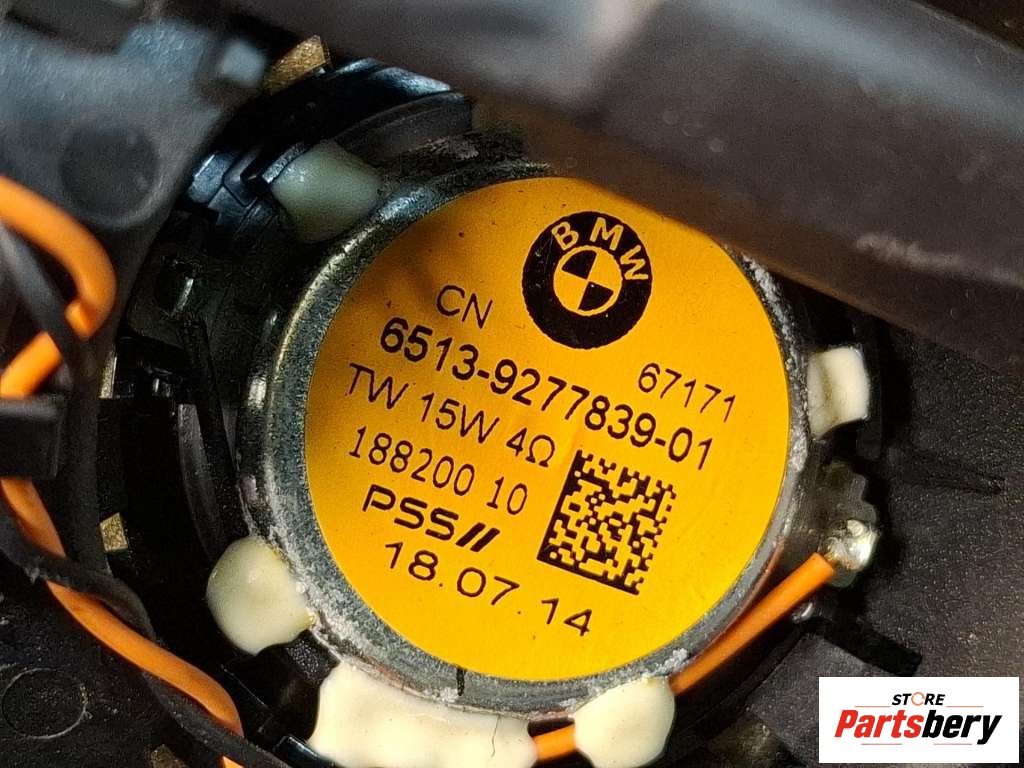 BMW
CN
67171
6513-9277839-01
TW 15W 4Ω
188200 10
PSS//
18.07.14
STORE
Partsbery